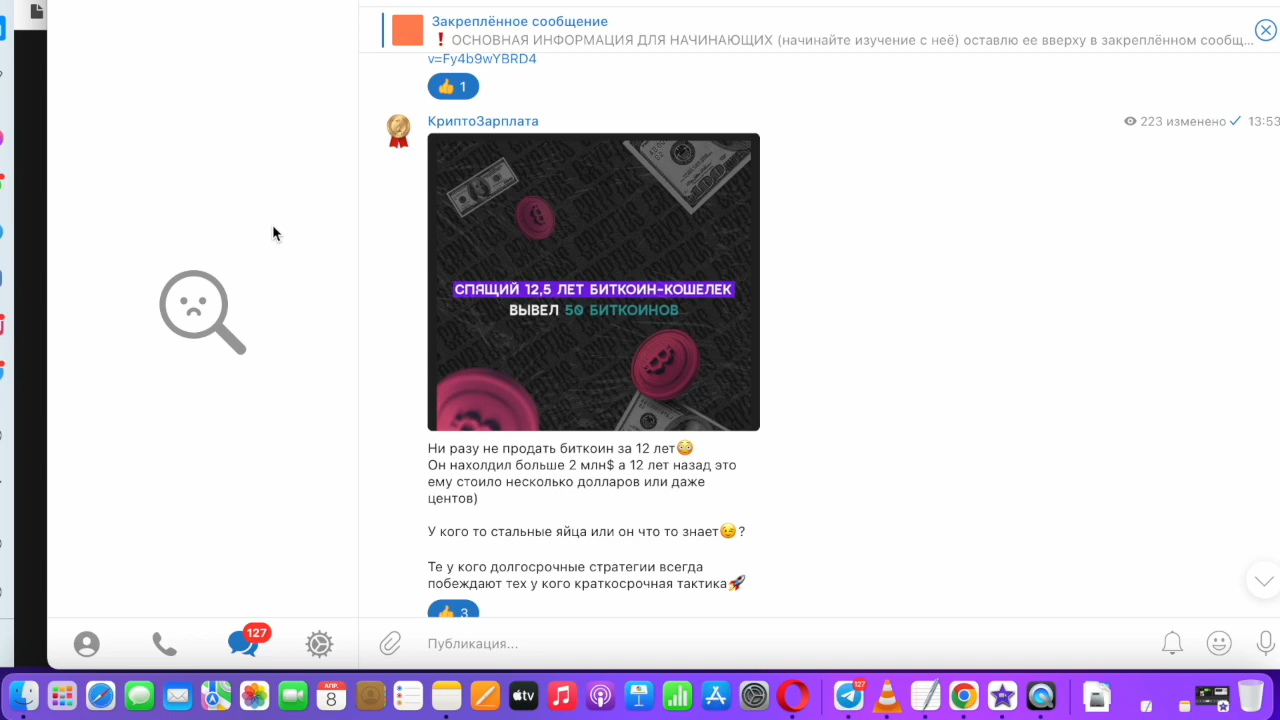 Закреплённое сообщение
❗ ОСНОВНАЯ ИНФОРМАЦИЯ ДЛЯ НАЧИНАЮЩИХ (начинайте изучение с неё) оставлю ее вверху в закреплённом сообщ...
v=Fy4b9wYBRD4
👍 1
КриптоЗарплата
223 изменено 13:53
СПЯЩИЙ 12,5 ЛЕТ БИТКОИН-КОШЕЛЕК
ВЫВЕЛ 50 БИТКОИНОВ
Ни разу не продать биткоин за 12 лет😳
Он нахолдил больше 2 млн$ а 12 лет назад это
ему стоило несколько долларов или даже
центов)
У кого то стальные яйца или он что то знает😉?
Те у кого долгосрочные стратегии всегда
побеждают тех у кого краткосрочная тактика🚀
👍 3
127
Публикация...
АПР
8
tv
127